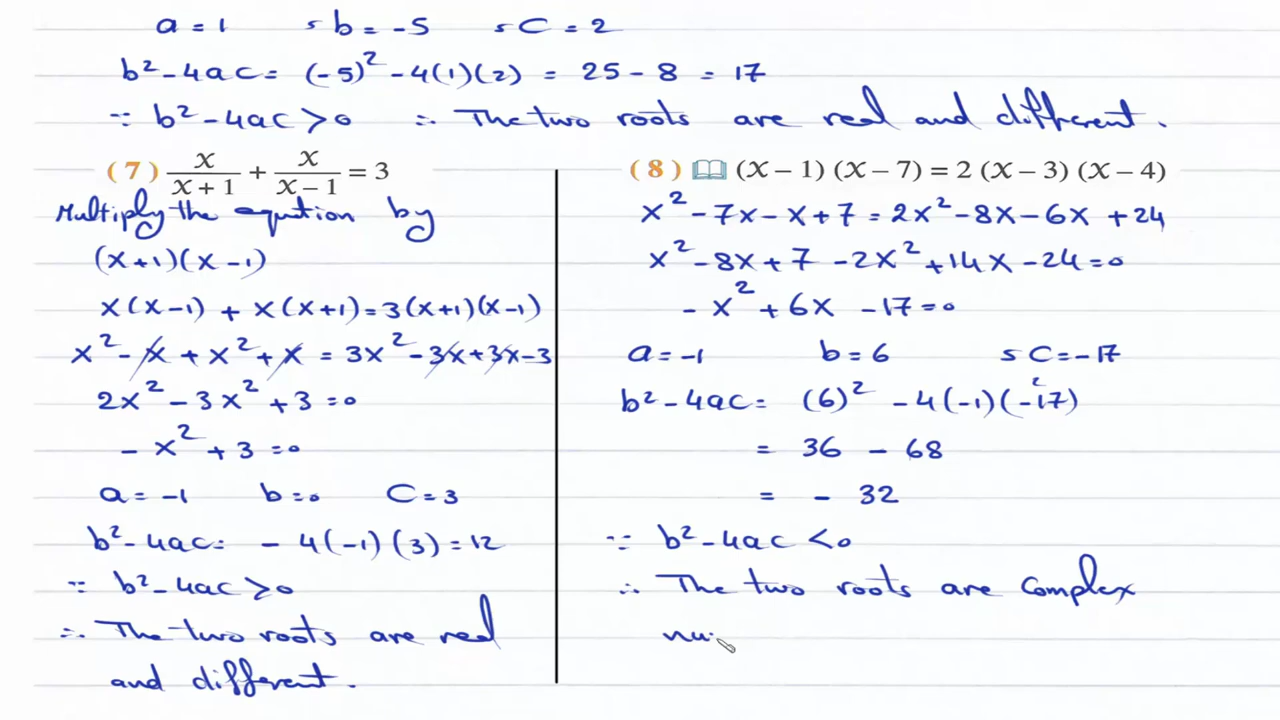 a = 1 , b = -5 , C = 2
b² - 4ac = (-5)² - 4(1)(2) = 25 - 8 = 17
∵ b² - 4ac > 0 ∴ The two roots are real and different.
(7) x/(x+1) + x/(x-1) = 3
Multiply the eqution by
(x+1)(x-1)
x(x-1) + x(x+1) = 3(x+1)(x-1)
x² - x + x² + x = 3x² - 3x + 3x - 3
2x² - 3x² + 3 = 0
- x² + 3 = 0
a = -1 b = 0 C = 3
b² - 4ac = - 4(-1)(3) = 12
∵ b² - 4ac > 0
∴ The two roots are real
and different.
(8) (x - 1) (x - 7) = 2 (x - 3) (x - 4)
x² - 7x - x + 7 = 2x² - 8x - 6x + 24
x² - 8x + 7 - 2x² + 14x - 24 = 0
- x² + 6x - 17 = 0
a = -1 b = 6 , C = -17
b² - 4ac = (6)² - 4(-1)(-17)
= 36 - 68
= - 32
∵ b² - 4ac < 0
∴ The two roots are complex